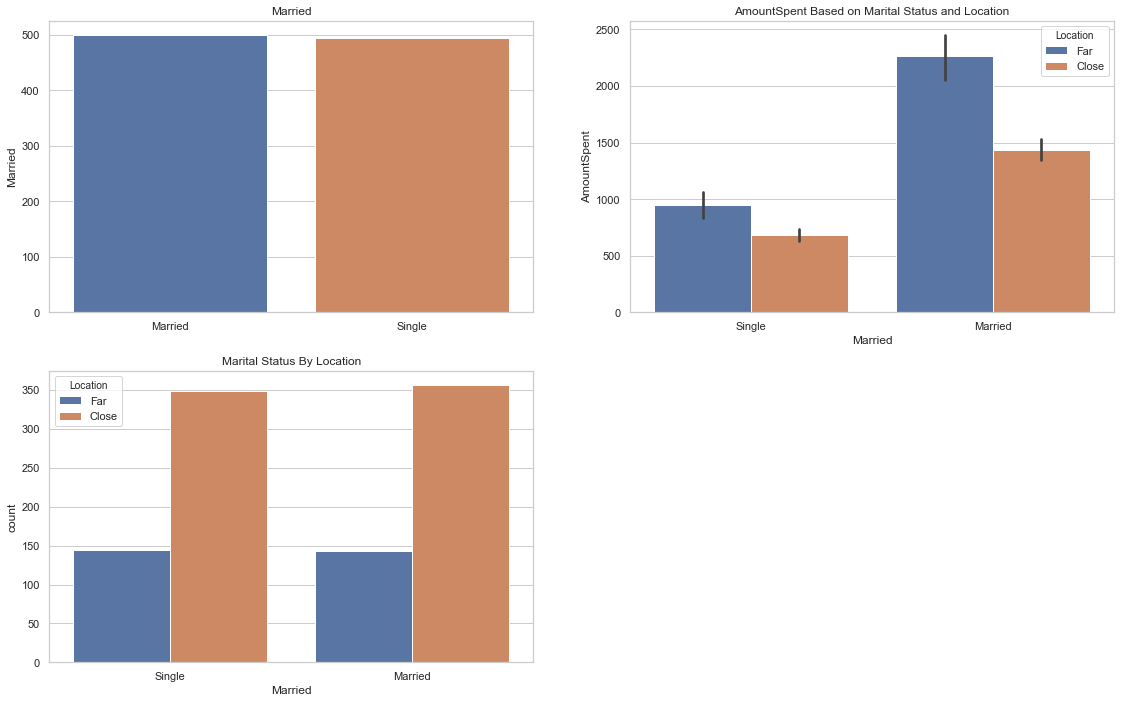 Married
500
400
300
200
100
0
Married
Married Single
AmountSpent Based on Marital Status and Location
2500
2000
1500
1000
500
0
AmountSpent
Location
Far
Close
Single Married
Married
Marital Status By Location
350
300
250
200
150
100
50
0
count
Location
Far
Close
Single Married
Married